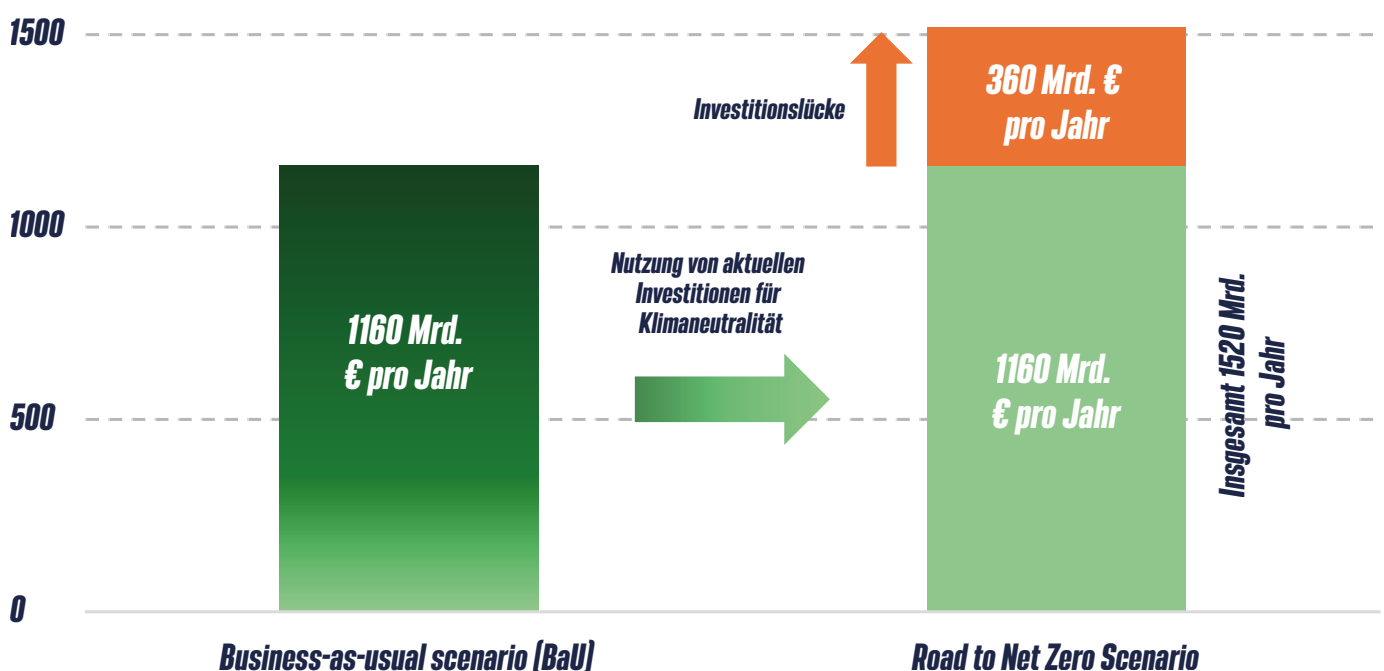 1500
1000
500
0
1160 Mrd.
€ pro Jahr
Nutzung von aktuellen
Investitionen für
Klimaneutralität
Investitionslücke
360 Mrd. €
pro Jahr
1160 Mrd.
€ pro Jahr
Insgesamt 1520 Mrd.
pro Jahr
Business-as-usual scenario (BaU)
Road to Net Zero Scenario